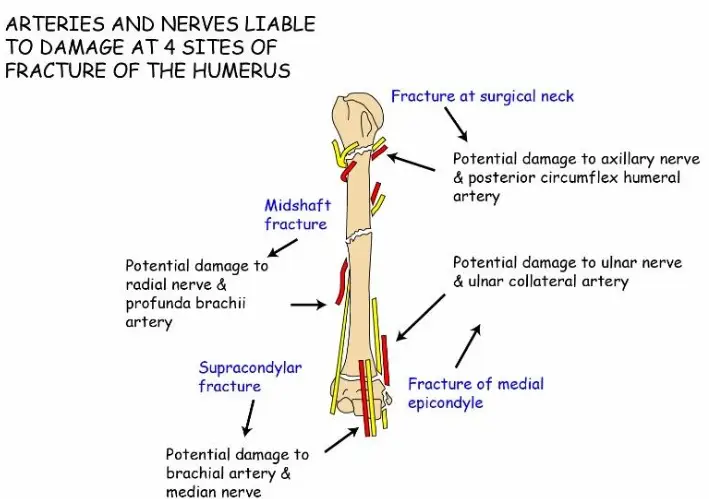 ARTERIES AND NERVES LIABLE
TO DAMAGE AT 4 SITES OF
FRACTURE OF THE HUMERUS
Fracture at surgical neck
Potential damage to axillary nerve
& posterior circumflex humeral
artery
Midshaft
fracture
Potential damage to
radial nerve &
profunda brachii
artery
Potential damage to ulnar nerve
& ulnar collateral artery
Fracture of medial
epicondyle
Supracondylar
fracture
Potential damage to
brachial artery &
median nerve